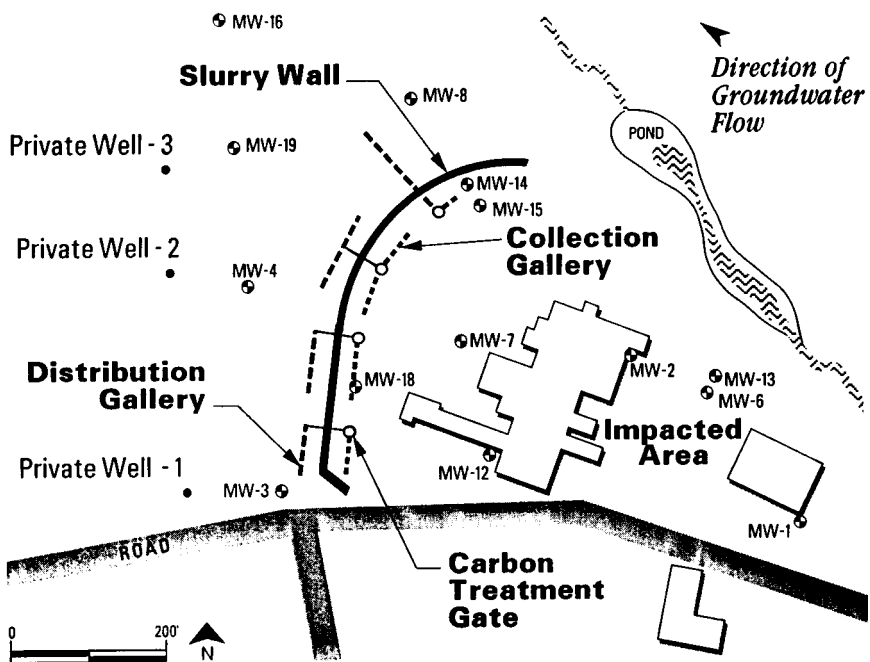 MW-16
Slurry Wall
Direction of
Groundwater
Flow
MW-8
POND
Private Well - 3
MW-19
MW-14
MW-15
Private Well - 2
MW-4
Collection
Gallery
MW-7
MW-2
Distribution
Gallery
MW-18
MW-13
MW-6
Impacted
Area
Private Well - 1
MW-3
MW-12
MW-1
ROAD
Carbon
Treatment
Gate
0 200'
N